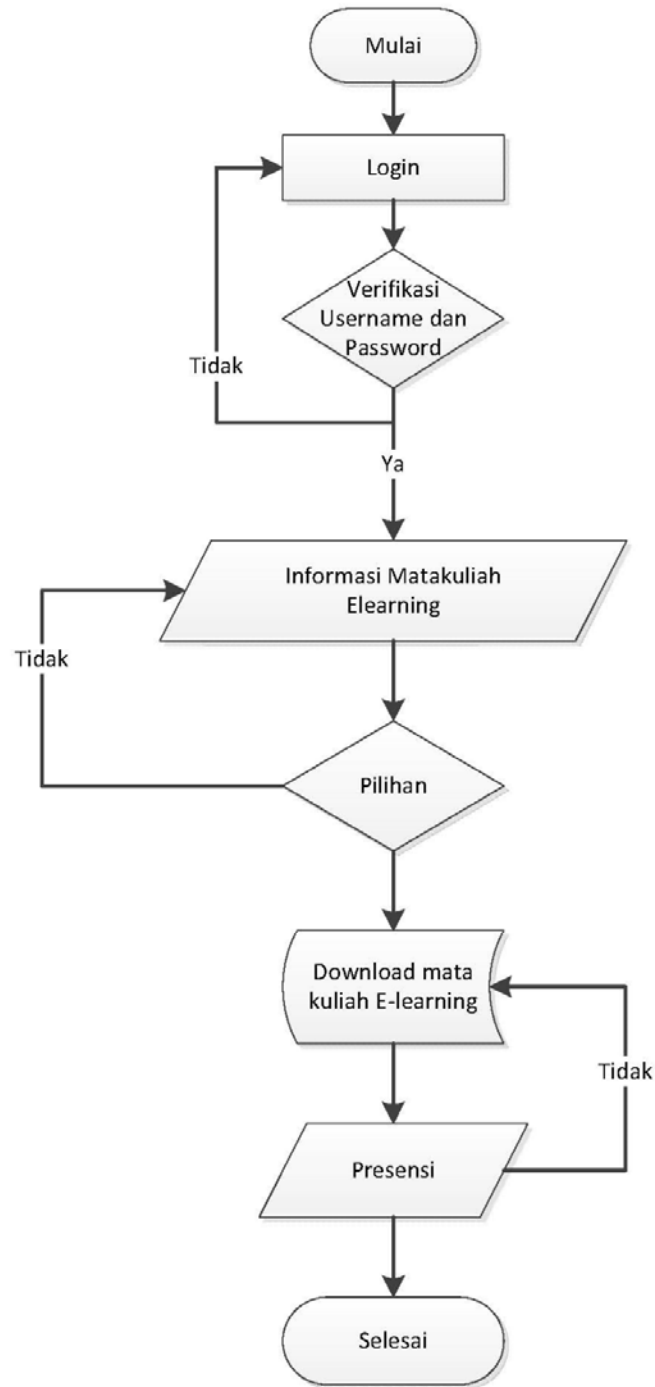 Mulai
Login
Verifikasi
Username dan
Password
Tidak
Ya
Informasi Matakuliah
Elearning
Tidak
Pilihan
Download mata
kuliah E-learning
Tidak
Presensi
Selesai